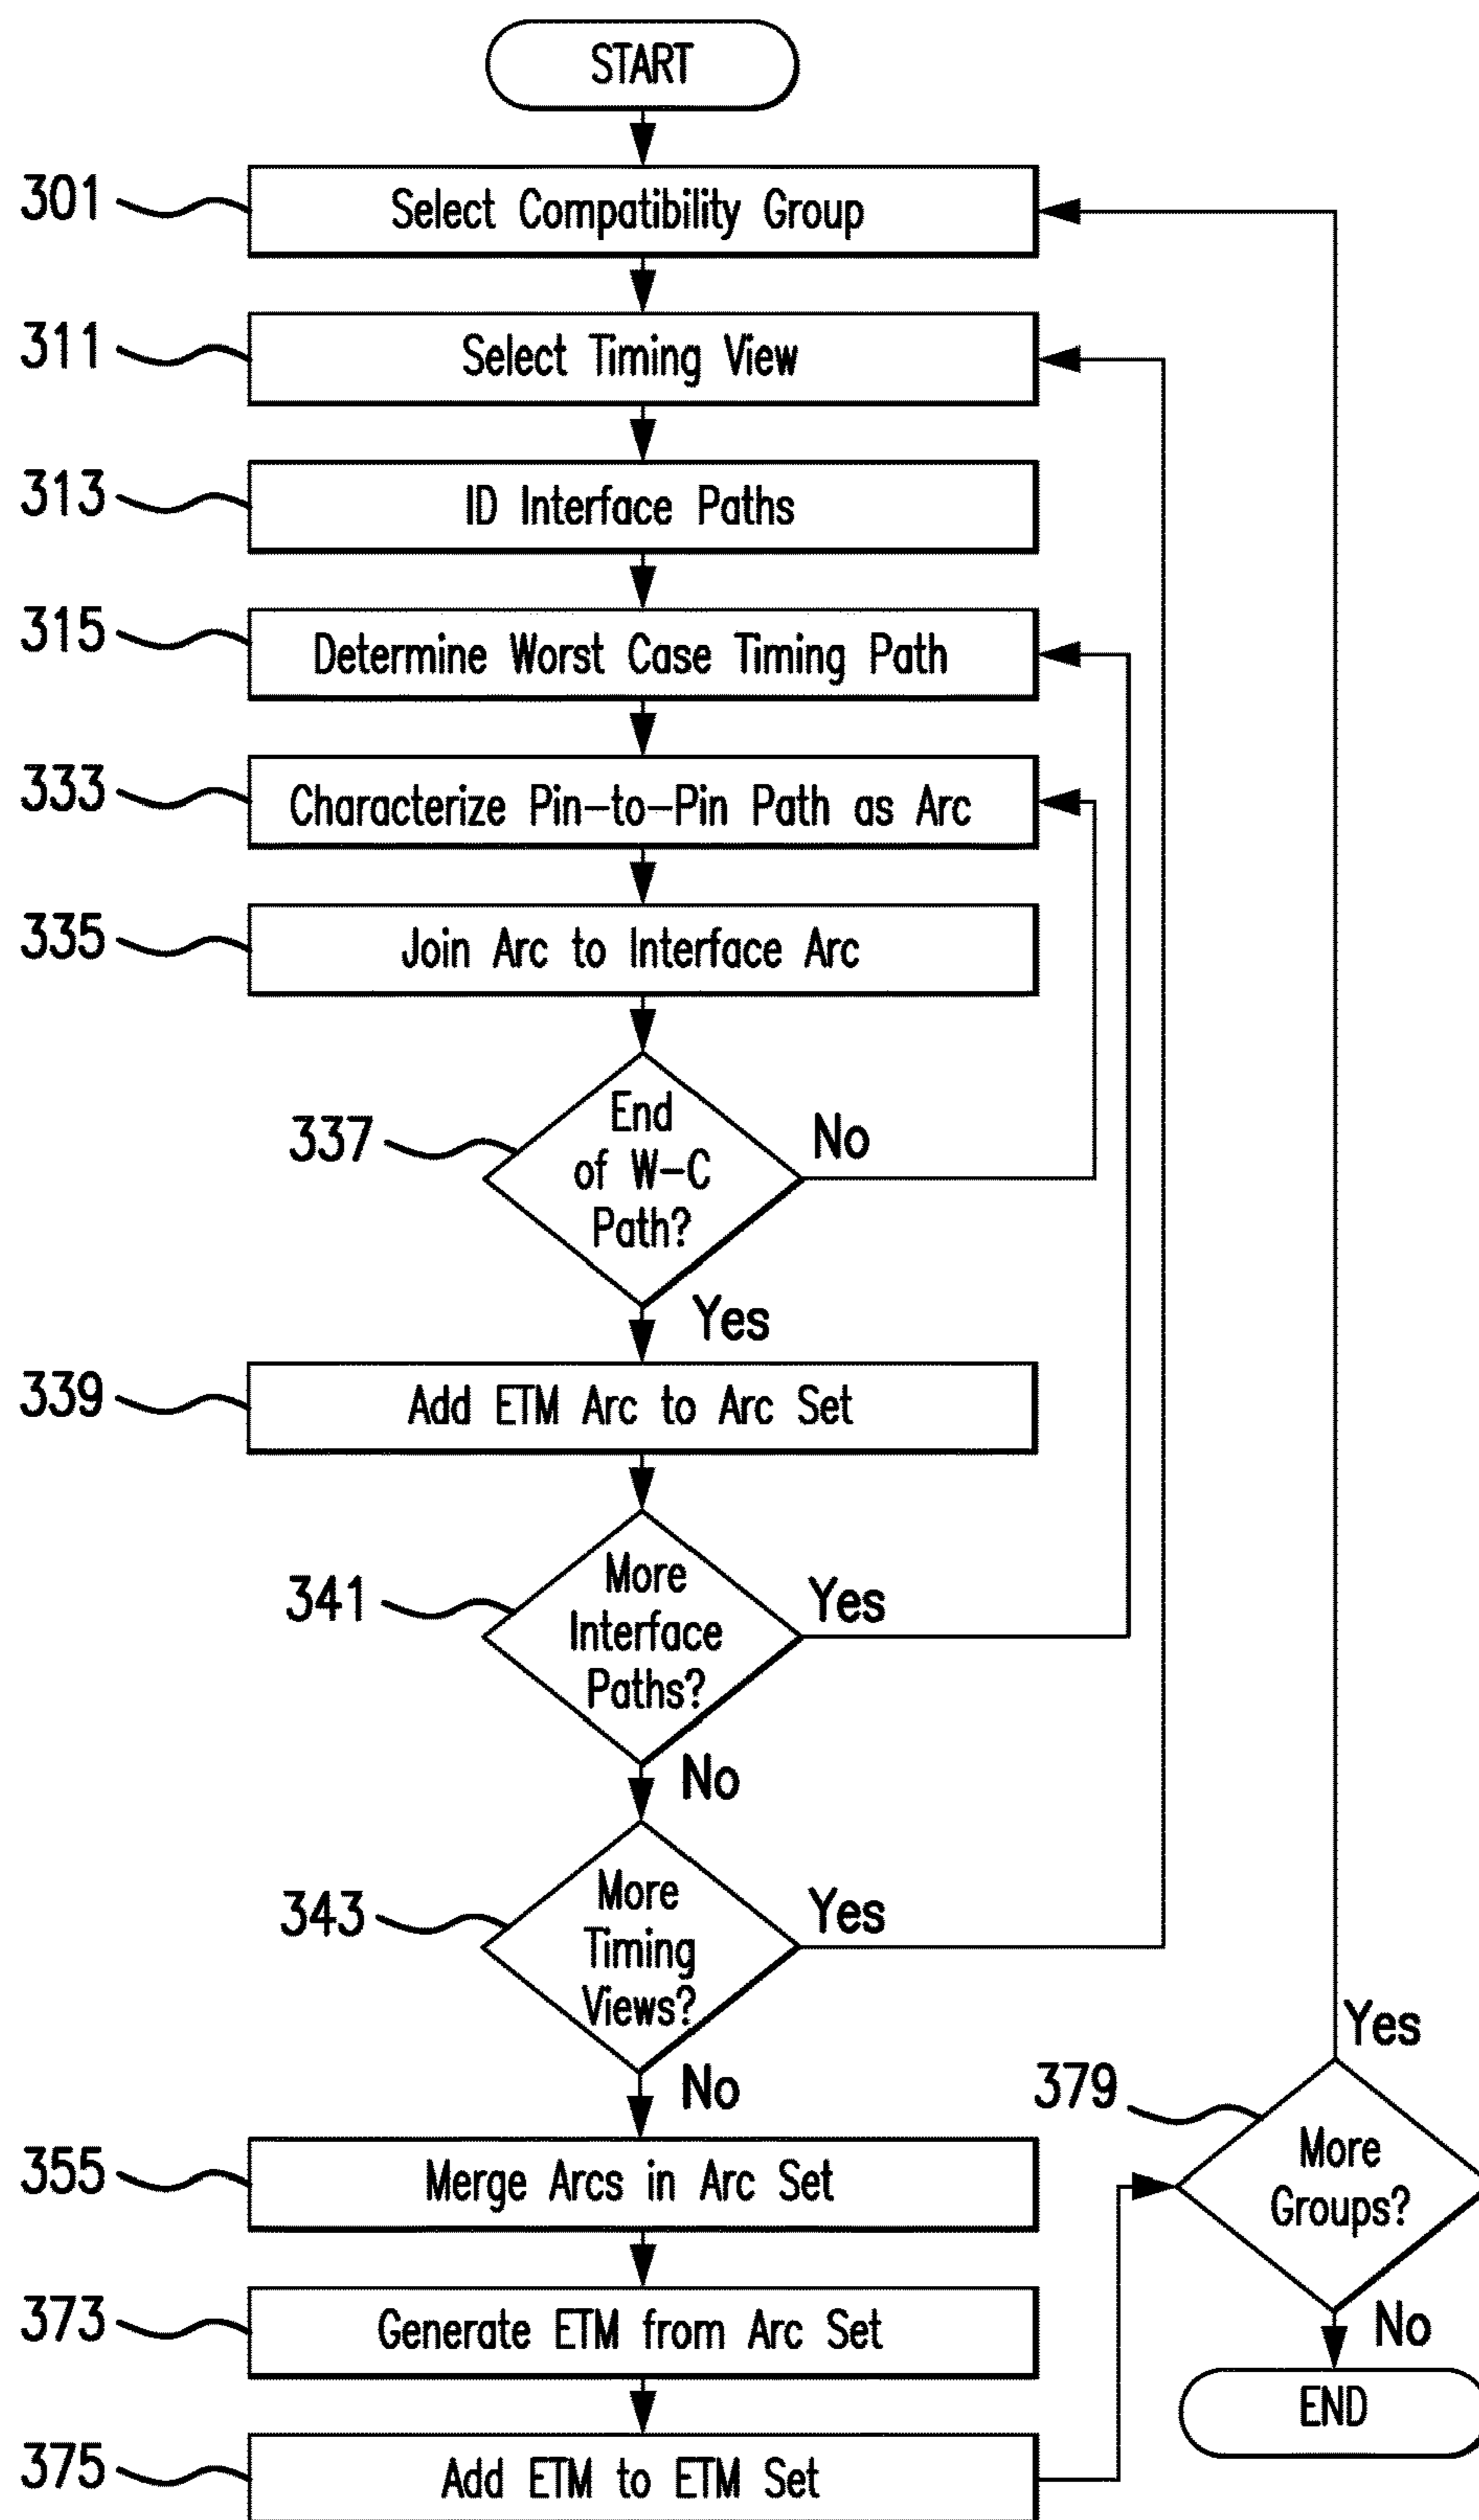 START
301
Select Compatibility Group
311
Select Timing View
313
ID Interface Paths
315
Determine Worst Case Timing Path
333
Characterize Pin-to-Pin Path as Arc
335
Join Arc to Interface Arc
337
End
of W-C
Path?
No
Yes
339
Add ETM Arc to Arc Set
341
More
Interface
Paths?
Yes
No
343
More
Timing
Views?
Yes
No
355
Merge Arcs in Arc Set
373
Generate ETM from Arc Set
375
Add ETM to ETM Set
379
More
Groups?
Yes
No
END